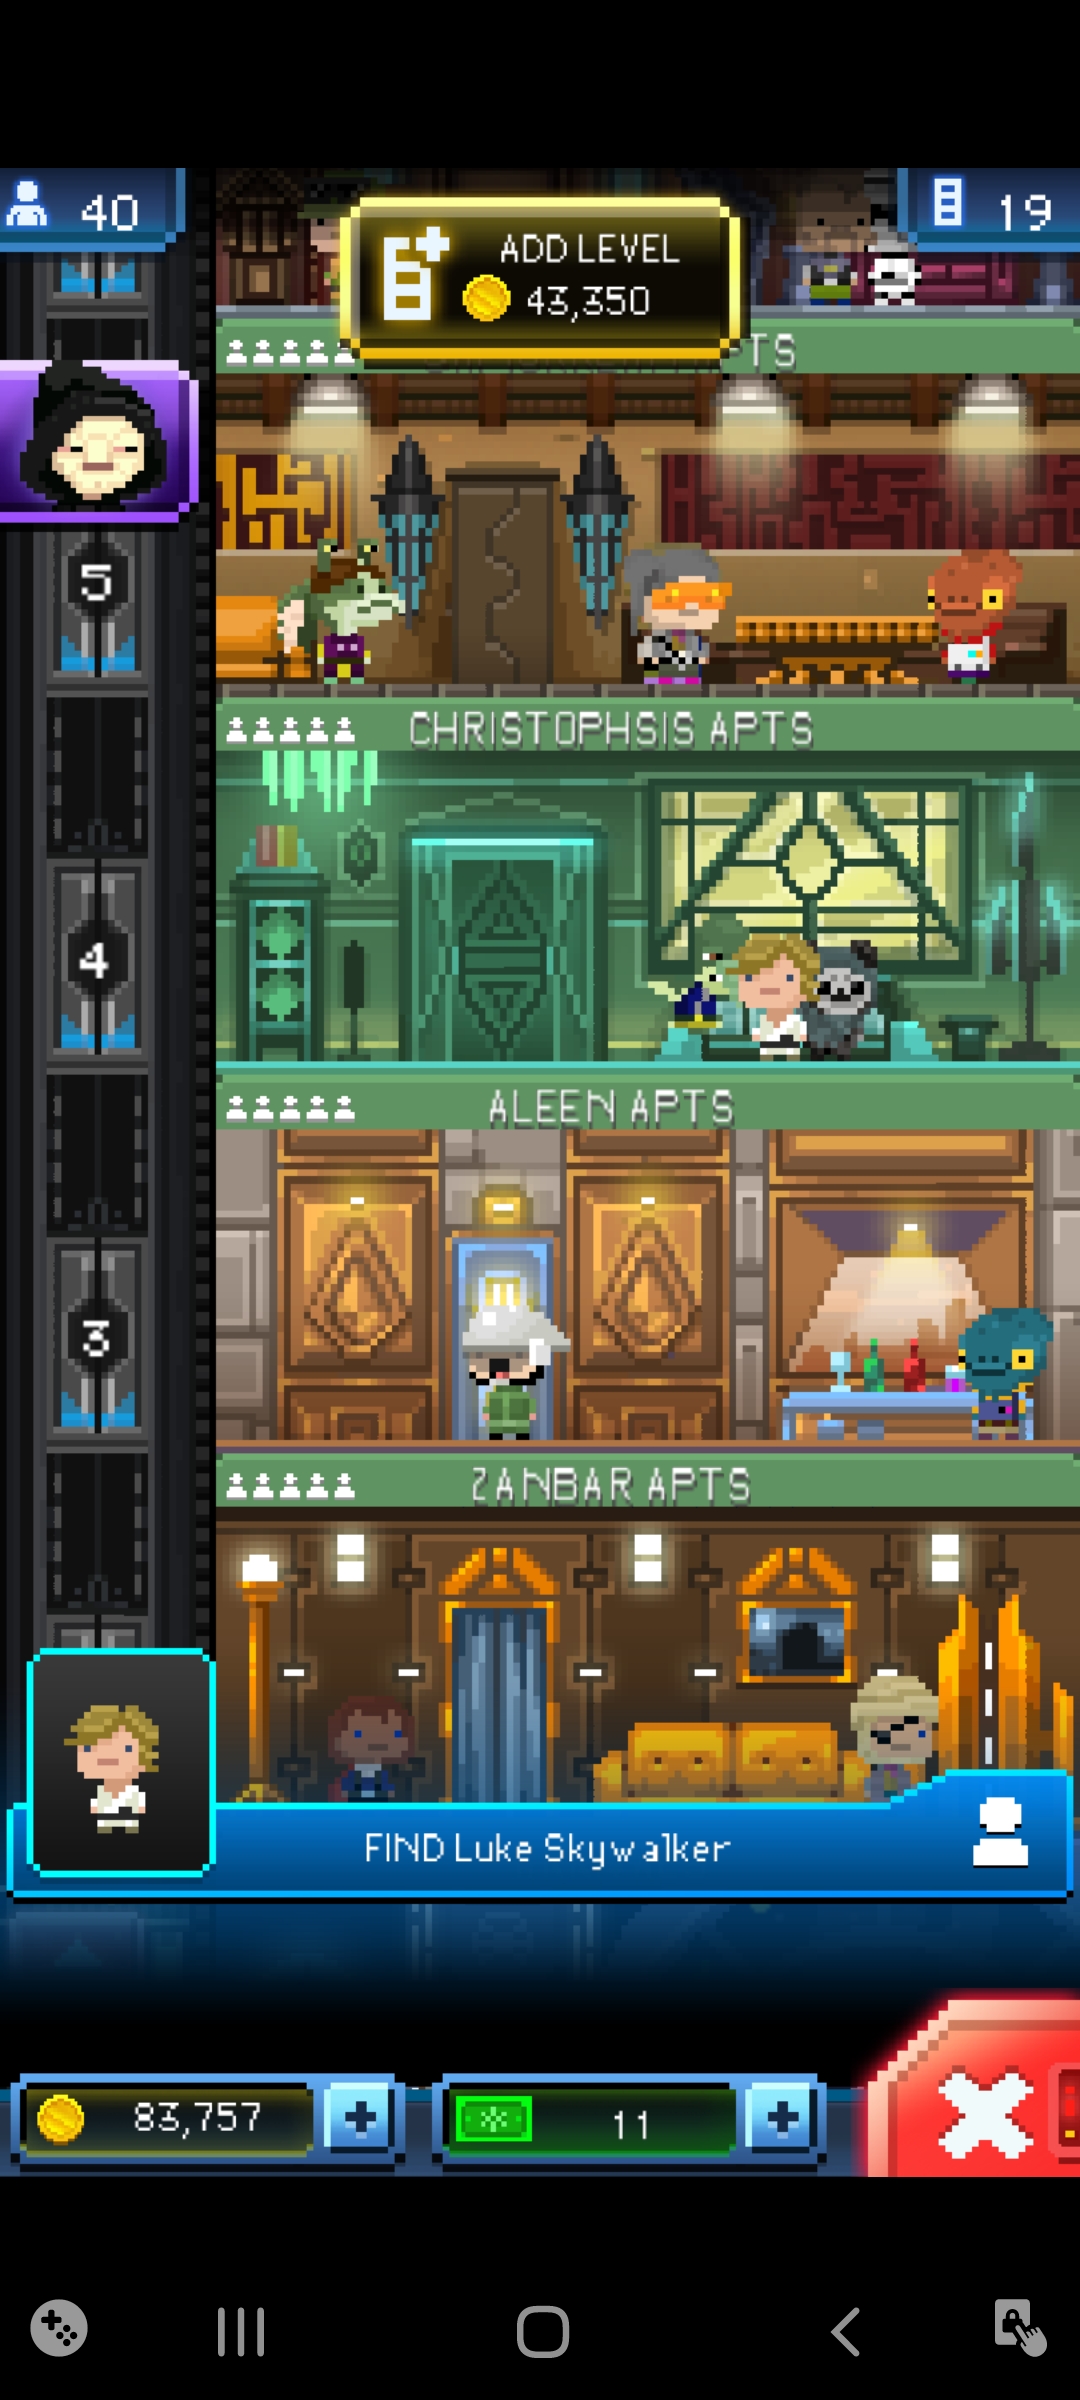 40
19
ADD LEVEL
43,350
PTS
5
CHRISTOPHSIS APTS
4
ALEEN APTS
3
ZANBAR APTS
FIND Luke Skywalker
83,757
11